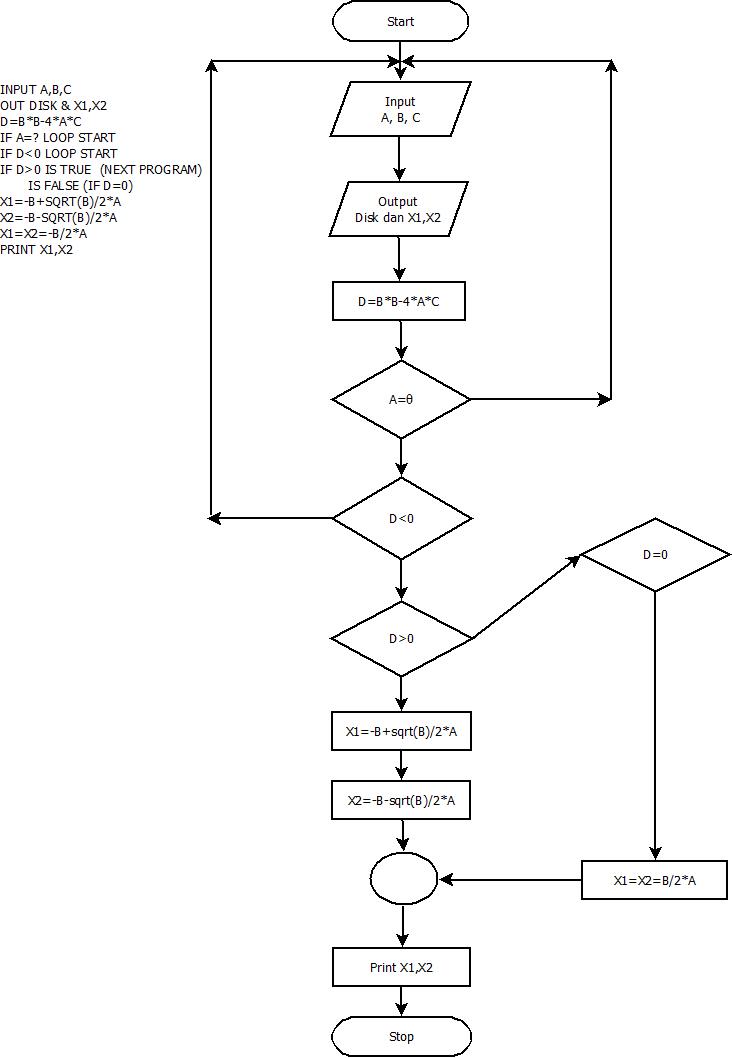 Start
INPUT A,B,C
OUT DISK & X1,X2
D=B*B-4*A*C
IF A=? LOOP START
IF D<0 LOOP START
IF D>0 IS TRUE (NEXT PROGRAM)
IS FALSE (IF D=0)
X1=-B+SQRT(B)/2*A
X2=-B-SQRT(B)/2*A
X1=X2=-B/2*A
PRINT X1,X2
Input
A, B, C
Output
Disk dan X1,X2
D=B*B-4*A*C
A=θ
D<0
D=0
D>0
X1=-B+sqrt(B)/2*A
X2=-B-sqrt(B)/2*A
X1=X2=B/2*A
Print X1,X2
Stop